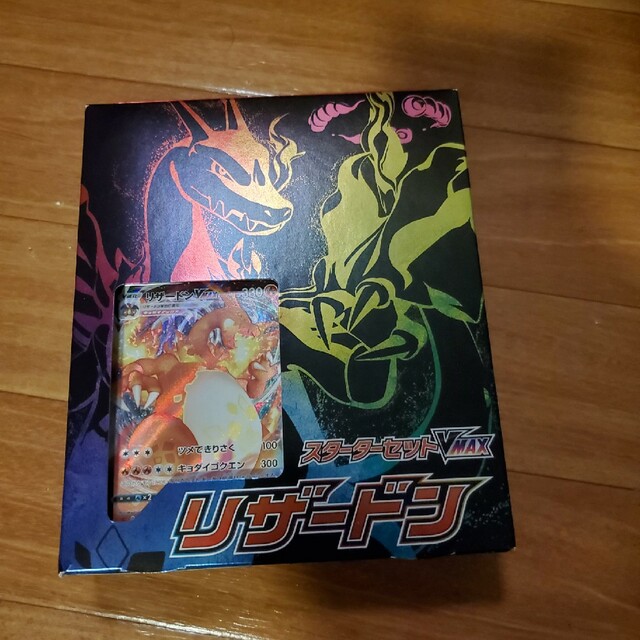 リザードンVMAX 330
ツメできりさく 100
キョダイゴクエン 300
スターターセット VMAX
リザードン